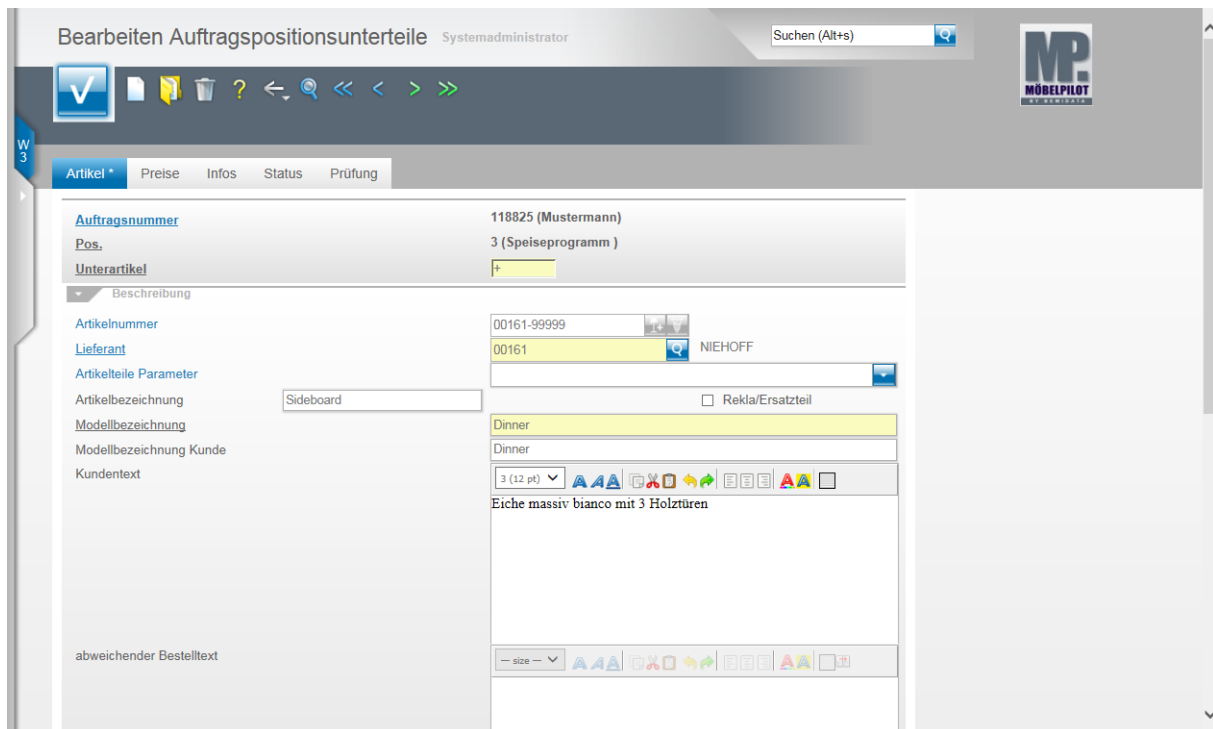 Bearbeiten Auftragspositionsunterteile Systemadministrator
Suchen (Alt+s)
MP.
MÖBELPILOT
BY BEMIDATA
W
3
Artikel * Preise Infos Status Prüfung
Auftragsnummer 118825 (Mustermann)
Pos. 3 (Speiseprogramm )
Unterartikel +
Beschreibung
Artikelnummer 00161-99999
Lieferant 00161 NIEHOFF
Artikelteile Parameter
Artikelbezeichnung Sideboard Rekla/Ersatzteil
Modellbezeichnung Dinner
Modellbezeichnung Kunde Dinner
Kundentext 3 (12 pt)
Eiche massiv bianco mit 3 Holztüren
abweichender Bestelltext — size —